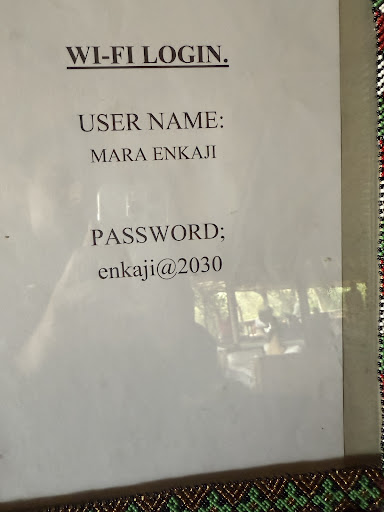 WI-FI LOGIN.
USER NAME:
MARA ENKAJI
PASSWORD;
enkaji@2030